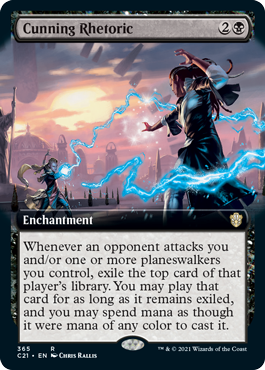 Cunning Rhetoric 2
Enchantment
Whenever an opponent attacks you
and/or one or more planeswalkers
you control, exile the top card of that
player's library. You may play that
card for as long as it remains exiled,
and you may spend mana as though
it were mana of any color to cast it.
365 R
C21 • EN Chris Rallis
™ & © 2021 Wizards of the Coast